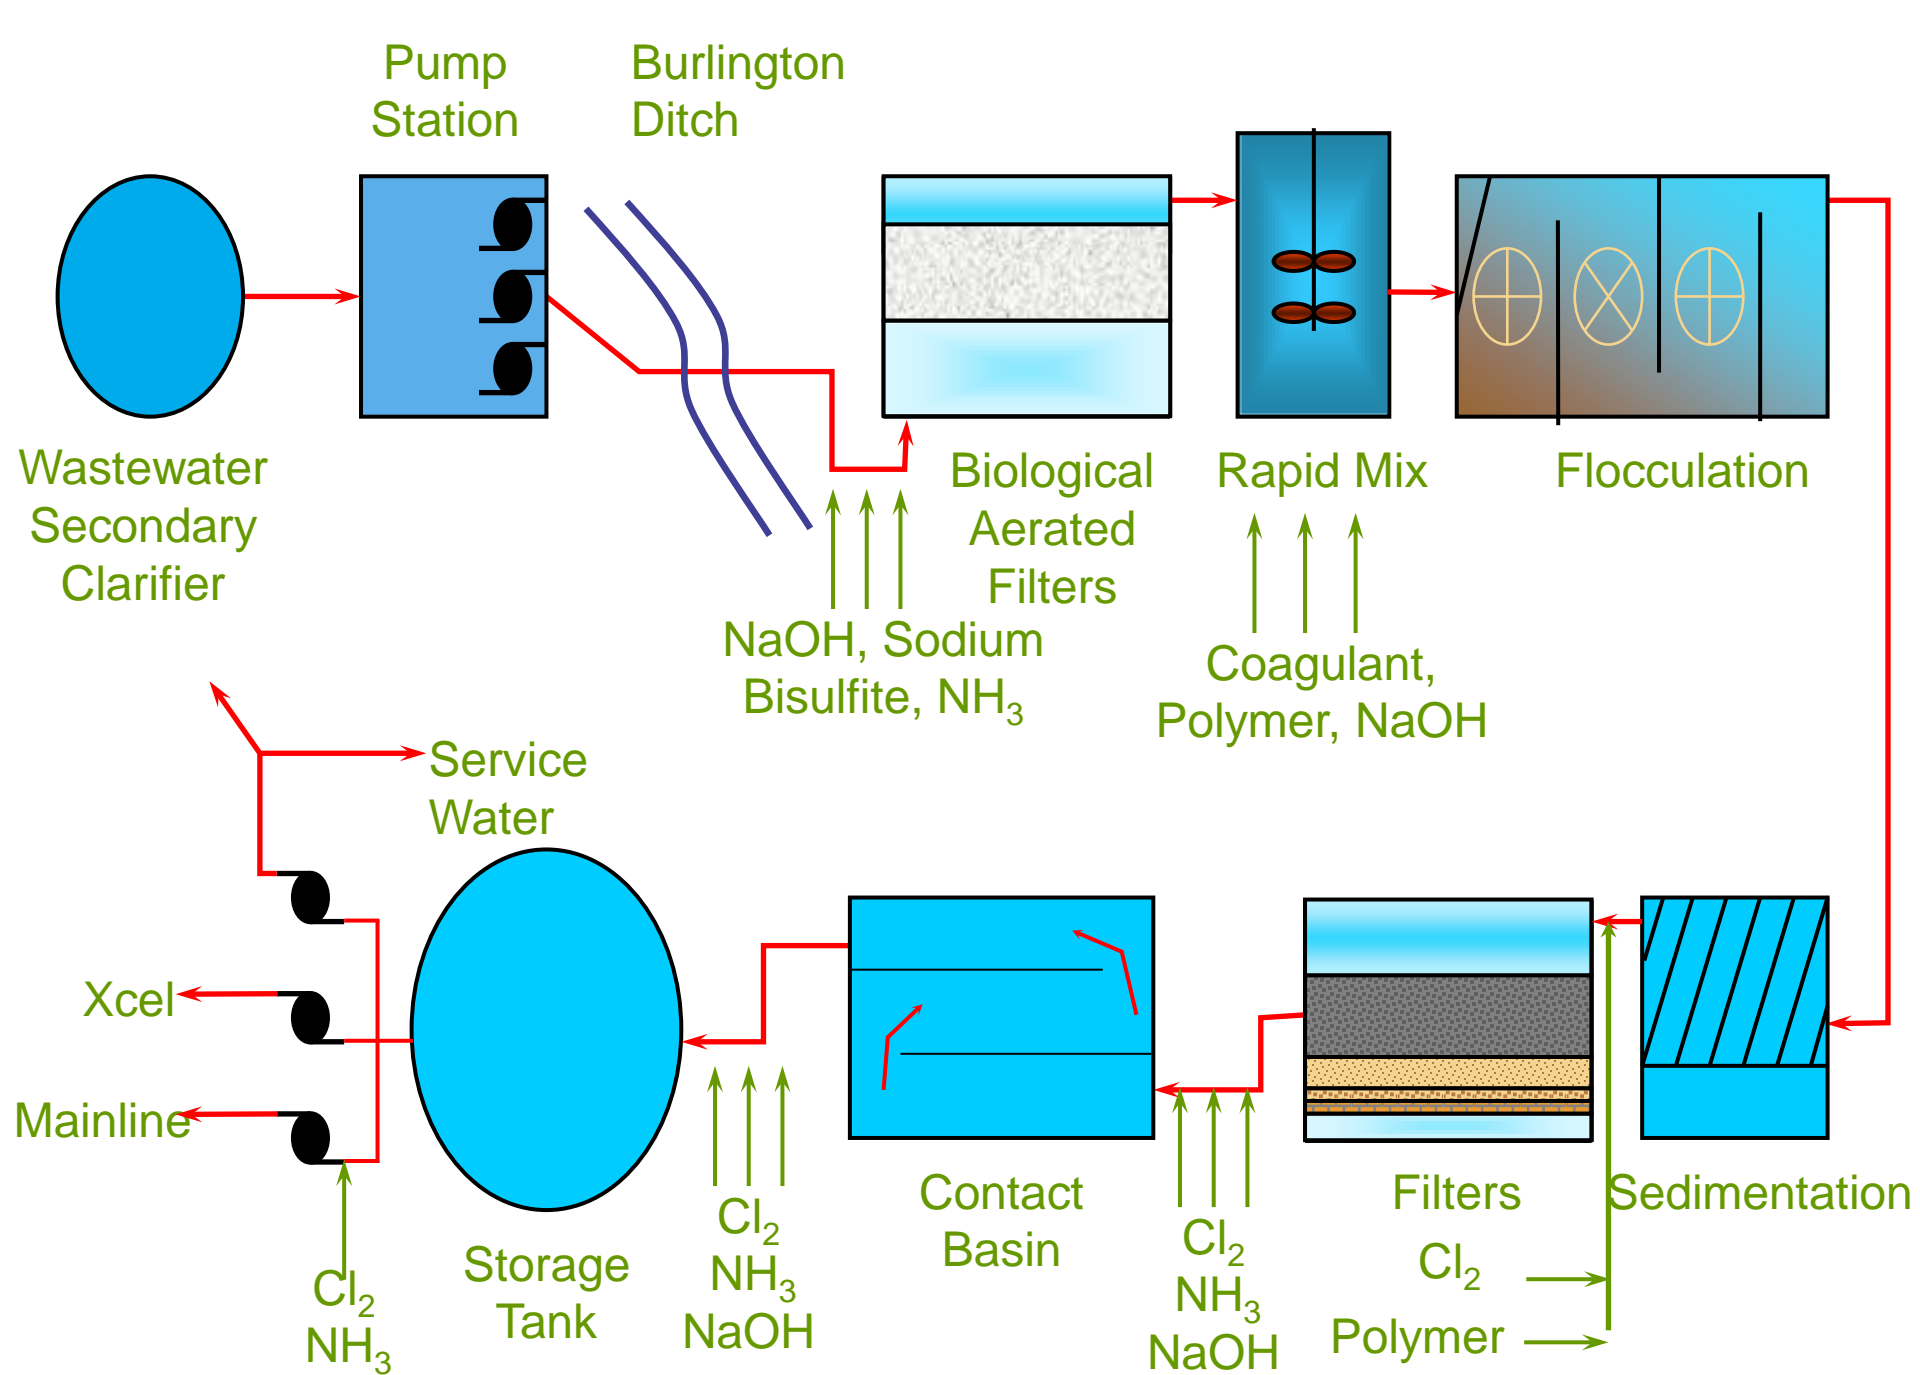 Pump
Station
Burlington
Ditch
Wastewater
Secondary
Clarifier
Biological
Aerated
Filters
Rapid Mix
Flocculation
NaOH, Sodium
Bisulfite, NH₃
Coagulant,
Polymer, NaOH
Service
Water
Xcel
Mainline
Cl₂
NH₃
Storage
Tank
Cl₂
NH₃
NaOH
Contact
Basin
Cl₂
NH₃
NaOH
Filters
Sedimentation
Cl₂
Polymer